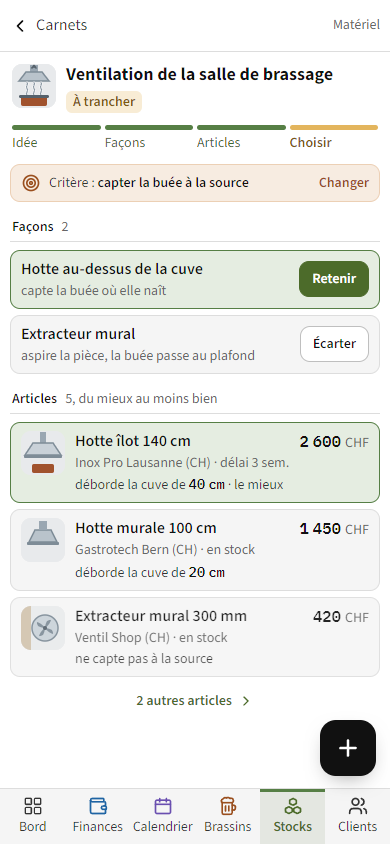 Carnets
Matériel
Ventilation de la salle de brassage
À trancher
Idée
Façons
Articles
Choisir
Critère : capter la buée à la source
Changer
Façons 2
Hotte au-dessus de la cuve
capte la buée où elle naît
Retenir
Extracteur mural
aspire la pièce, la buée passe au plafond
Écarter
Articles 5, du mieux au moins bien
Hotte îlot 140 cm
2 600 CHF
Inox Pro Lausanne (CH) · délai 3 sem.
déborde la cuve de 40 cm · le mieux
Hotte murale 100 cm
1 450 CHF
Gastrotech Bern (CH) · en stock
déborde la cuve de 20 cm
Extracteur mural 300 mm
420 CHF
Ventil Shop (CH) · en stock
ne capte pas à la source
2 autres articles
Bord
Finances
Calendrier
Brassins
Stocks
Clients